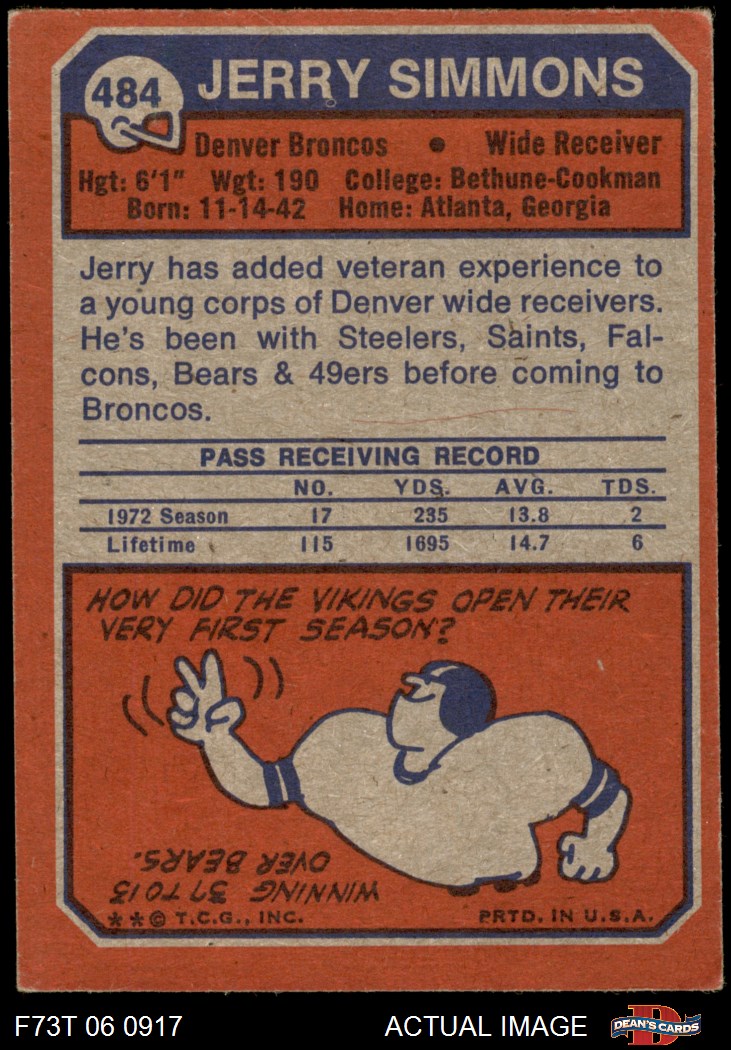 484
JERRY SIMMONS
Denver Broncos • Wide Receiver
Hgt: 6'1" Wgt: 190 College: Bethune-Cookman
Born: 11-14-42 Home: Atlanta, Georgia
Jerry has added veteran experience to
a young corps of Denver wide receivers.
He's been with Steelers, Saints, Fal-
cons, Bears & 49ers before coming to
Broncos.
PASS RECEIVING RECORD
NO. YDS. AVG. TDS.
1972 Season 17 235 13.8 2
Lifetime 115 1695 14.7 6
HOW DID THE VIKINGS OPEN THEIR
VERY FIRST SEASON?
WINNING 37 TO 13
OVER BEARS.
* * © T.C.G., INC. PRTD. IN U.S.A.
F73T 06 0917 ACTUAL IMAGE
D
DEAN'S CARDS